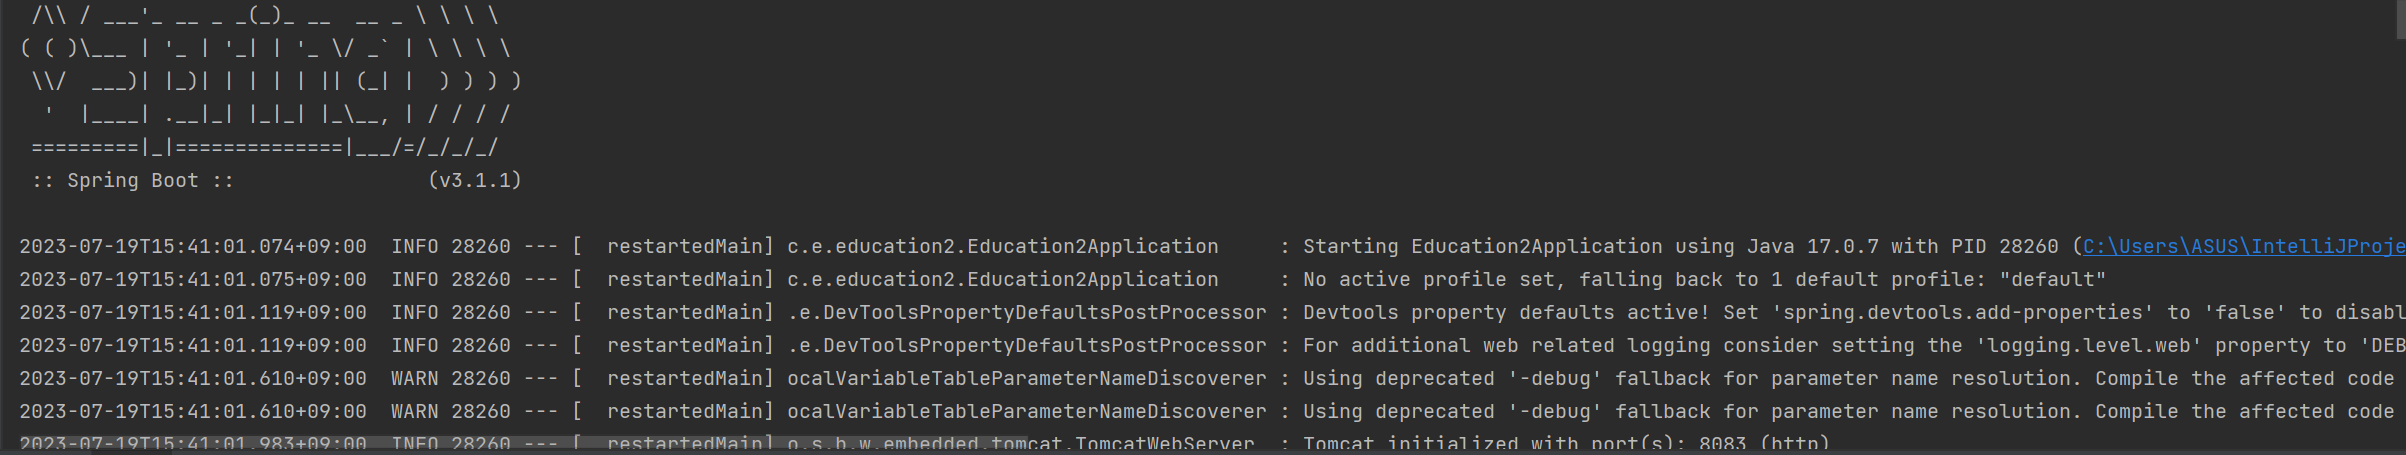 /\\ / ___'_ __ _ _(_)_ __  __ _ \ \ \ \
( ( )\___ | '_ | '_| | '_ \/ _` | \ \ \ \
 \\/  ___)| |_)| | | | | || (_| |  ) ) ) )
  '  |____| .__|_| |_|_| |_\__, | / / / /
 =========|_|==============|___/=/_/_/_/
 :: Spring Boot ::                (v3.1.1)
2023-07-19T15:41:01.074+09:00  INFO 28260 --- [  restartedMain] c.e.education2.Education2Application     : Starting Education2Application using Java 17.0.7 with PID 28260 (C:\Users\ASUS\IntelliJProje
2023-07-19T15:41:01.075+09:00  INFO 28260 --- [  restartedMain] c.e.education2.Education2Application     : No active profile set, falling back to 1 default profile: "default"
2023-07-19T15:41:01.119+09:00  INFO 28260 --- [  restartedMain] .e.DevToolsPropertyDefaultsPostProcessor : Devtools property defaults active! Set 'spring.devtools.add-properties' to 'false' to disabl
2023-07-19T15:41:01.119+09:00  INFO 28260 --- [  restartedMain] .e.DevToolsPropertyDefaultsPostProcessor : For additional web related logging consider setting the 'logging.level.web' property to 'DEB
2023-07-19T15:41:01.610+09:00  WARN 28260 --- [  restartedMain] ocalVariableTableParameterNameDiscoverer : Using deprecated '-debug' fallback for parameter name resolution. Compile the affected code
2023-07-19T15:41:01.610+09:00  WARN 28260 --- [  restartedMain] ocalVariableTableParameterNameDiscoverer : Using deprecated '-debug' fallback for parameter name resolution. Compile the affected code
2023-07-19T15:41:01.983+09:00  INFO 28260 --- [  restartedMain] o.s.b.w.embedded.tomcat.TomcatWebServer  : Tomcat initialized with port(s): 8083 (http)